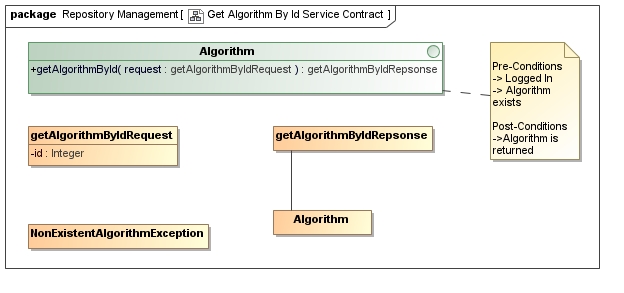 package Repository Management[ Get Algorithm By Id Service Contract ]
Algorithm
+getAlgorithmById( request : getAlgorithmByIdRequest ) : getAlgorithmByIdRepsonse
Pre-Conditions
-> Logged In
-> Algorithm
exists
Post-Conditions
->Algorithm is
returned
getAlgorithmByIdRequest
-id : Integer
getAlgorithmByIdRepsonse
Algorithm
NonExistentAlgorithmException